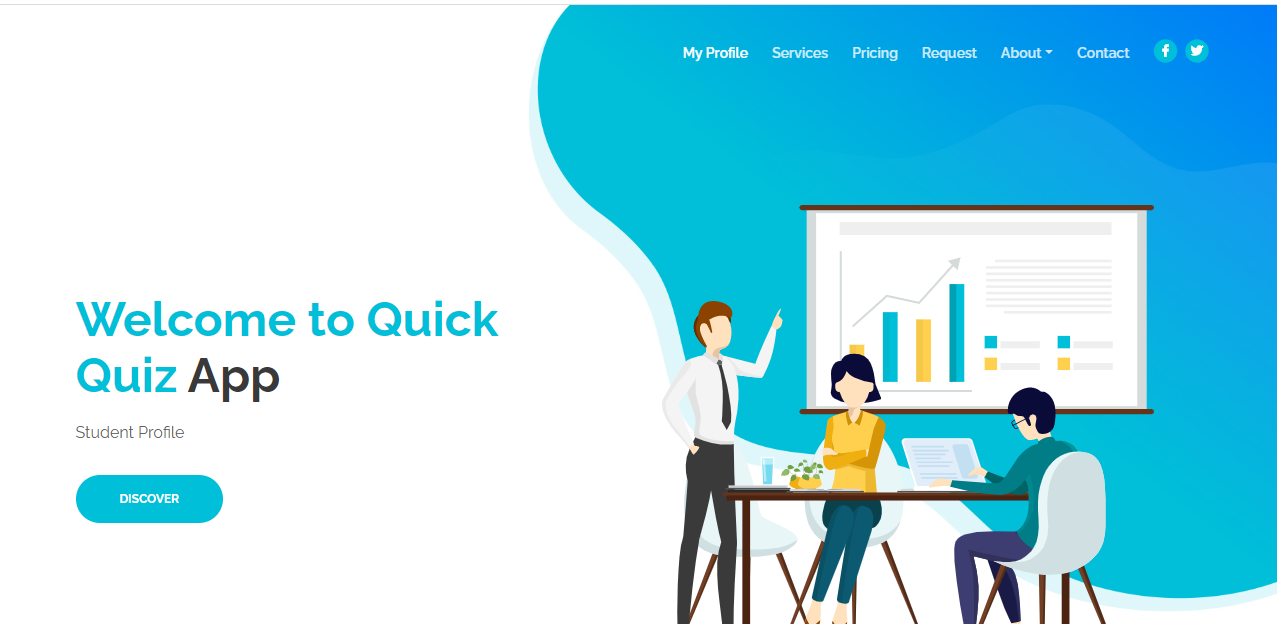 My Profile Services Pricing Request About Contact
Welcome to Quick
Quiz App
Student Profile
DISCOVER